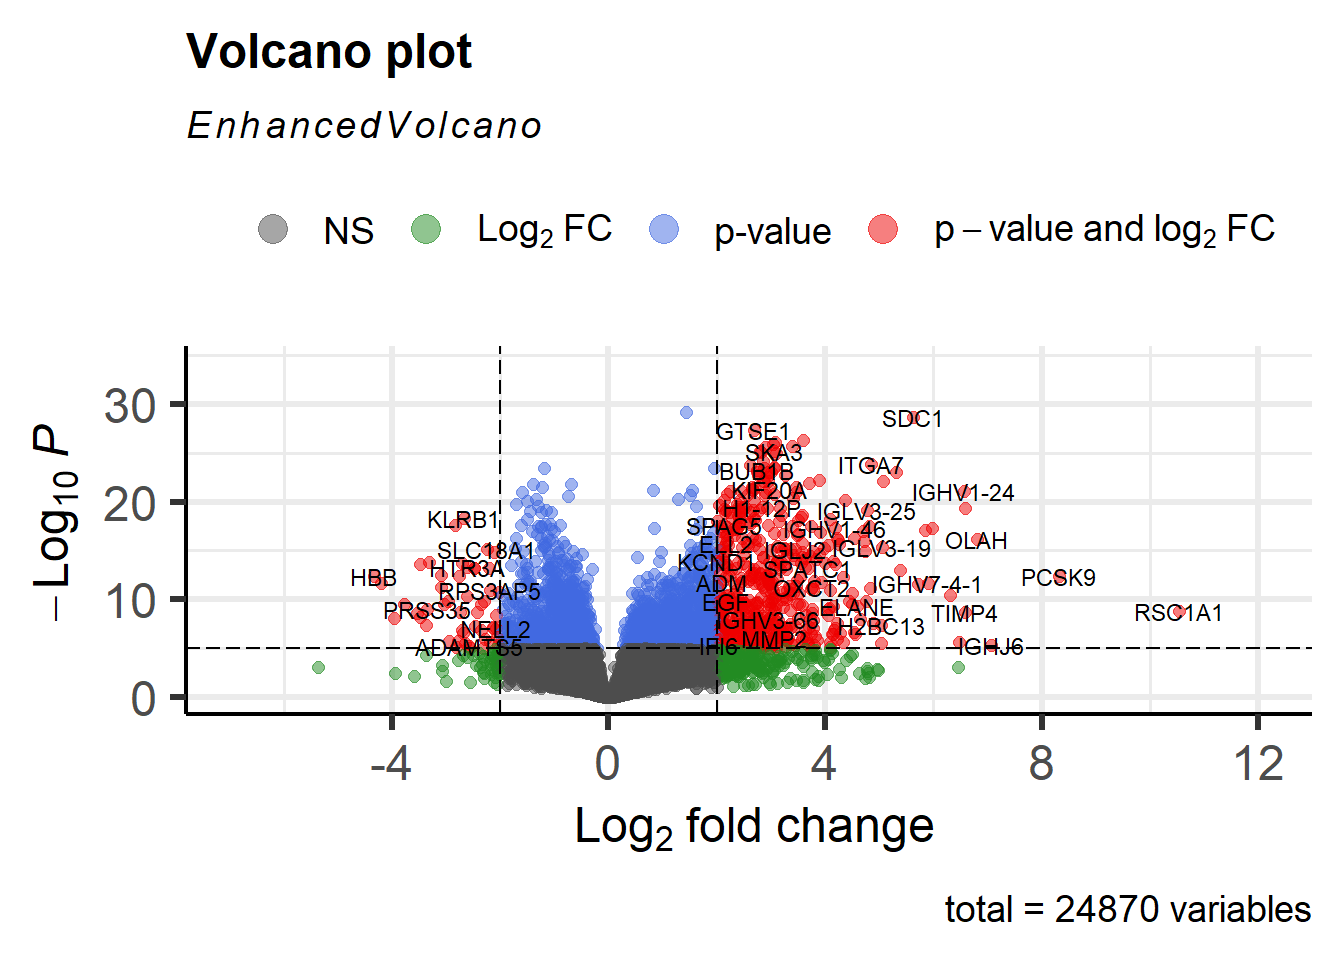 Volcano plot
EnhancedVolcano
NS Log2 FC p-value p – value and log2 FC
– Log10 P
30
20
10
0
SDC1
GTSE1
SKA3
ITGA7
BUB1B
KIF20A
IGHV1-24
H1-12P
IGLV3-25
KLRB1
SPAG5
IGHV1-46
OLAH
ELL2
SLC18A1
IGLJ2
IGLV3-19
KCND1
HTR3A
SPATC1
HBB
PCSK9
ADM
OXCT2
IGHV7-4-1
RPS3AP5
EGF
PRSS35
ELANE
TIMP4
RSC1A1
IGHV3-66
NELL2
H2BC13
MMP2
IFI6
ADAMTS5
IGHJ6
-4 0 4 8 12
Log2 fold change
total = 24870 variables